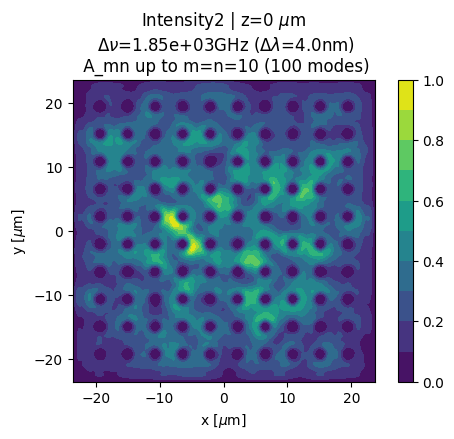 Intensity2 | z=0 μm
Δν=1.85e+03GHz (Δλ=4.0nm)
A_mn up to m=n=10 (100 modes)
1.0
0.8
0.6
0.4
0.2
0.0
20
10
0
−10
−20
y [μm]
−20 −10 0 10 20
x [μm]